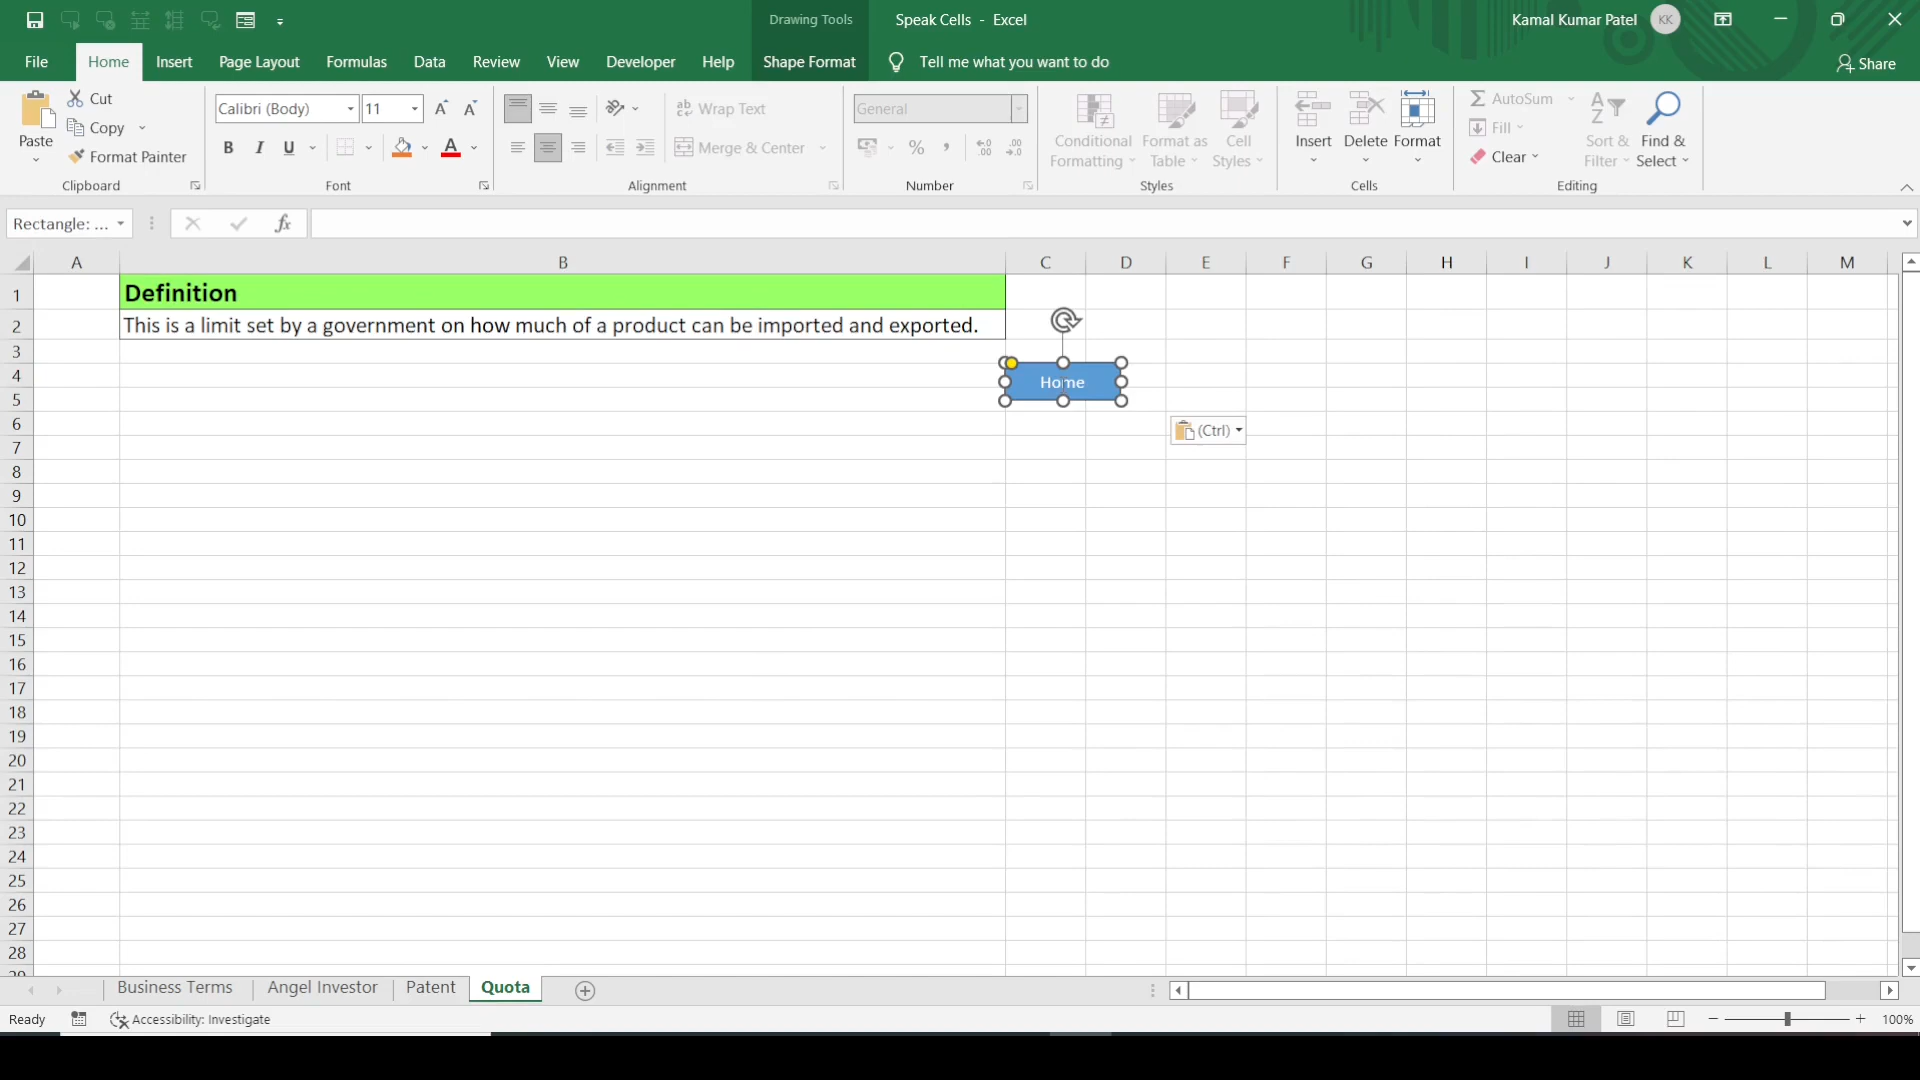 Drawing Tools
Speak Cells - Excel
Kamal Kumar Patel KK
File Home Insert Page Layout Formulas Data Review View Developer Help Shape Format Tell me what you want to do Share
Paste
Cut
Copy
Format Painter
Clipboard
Calibri (Body) 11 A A
B I U A
Font
ab Wrap Text
Merge & Center
Alignment
General
% ,
Number
Conditional Formatting
Format as Table
Cell Styles
Styles
Insert Delete Format
Cells
AutoSum
Fill
Clear
Sort & Filter
Find & Select
Editing
Rectangle: ... fx
A B C D E F G H I J K L M
1 Definition
2 This is a limit set by a government on how much of a product can be imported and exported.
3
4 Home
5
6 (Ctrl)
7
8
9
10
11
12
13
14
15
16
17
18
19
20
21
22
23
24
25
26
27
28
29
Business Terms Angel Investor Patent Quota
Ready Accessibility: Investigate 100%